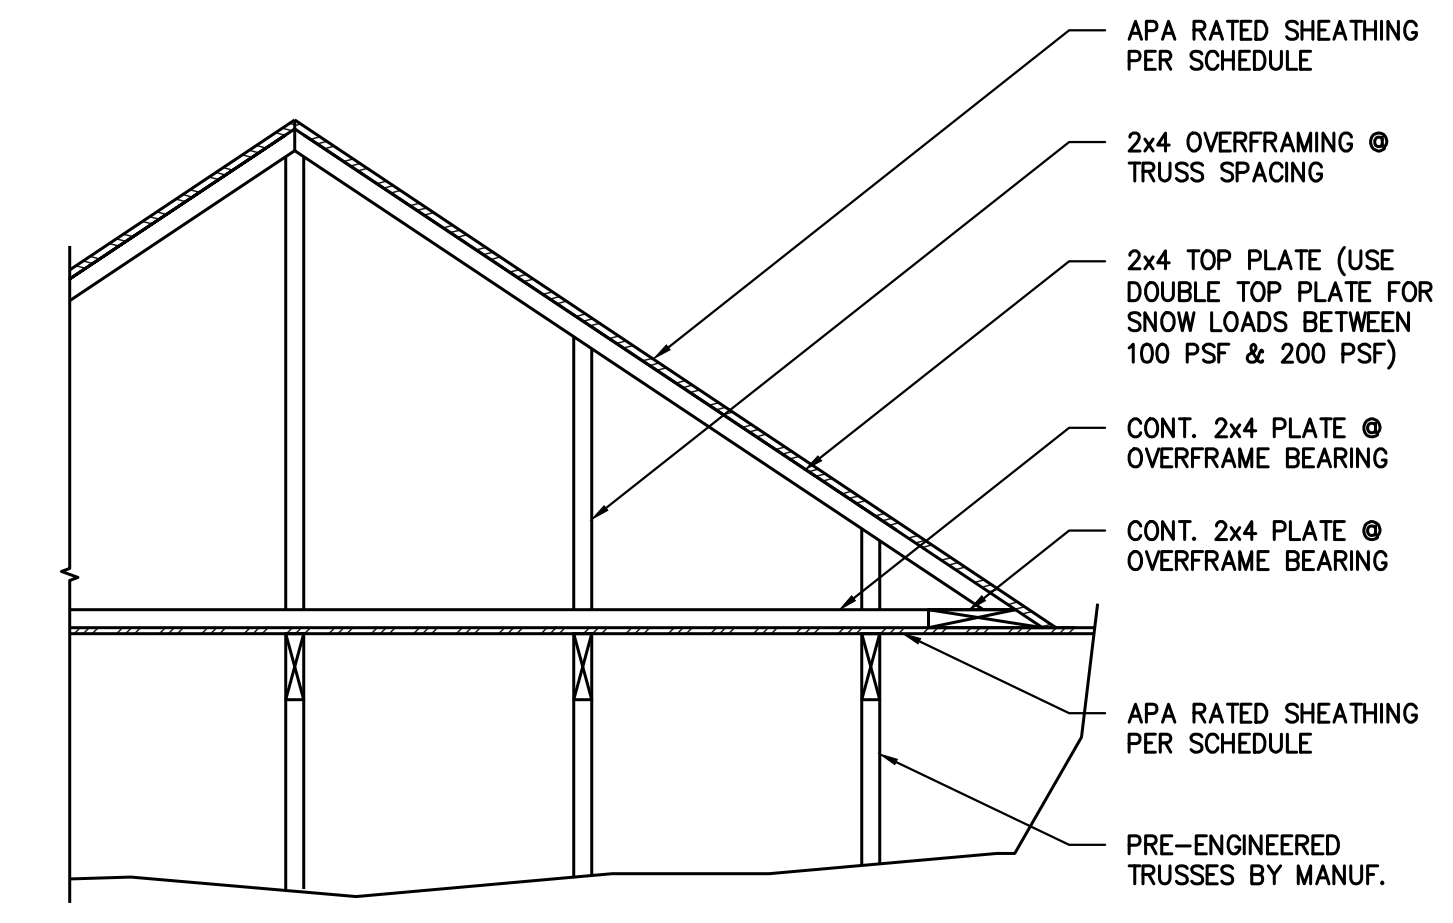 APA RATED SHEATHING
PER SCHEDULE
2x4 OVERFRAMING @
TRUSS SPACING
2x4 TOP PLATE (USE
DOUBLE TOP PLATE FOR
SNOW LOADS BETWEEN
100 PSF & 200 PSF)
CONT. 2x4 PLATE @
OVERFRAME BEARING
CONT. 2x4 PLATE @
OVERFRAME BEARING
APA RATED SHEATHING
PER SCHEDULE
PRE-ENGINEERED
TRUSSES BY MANUF.